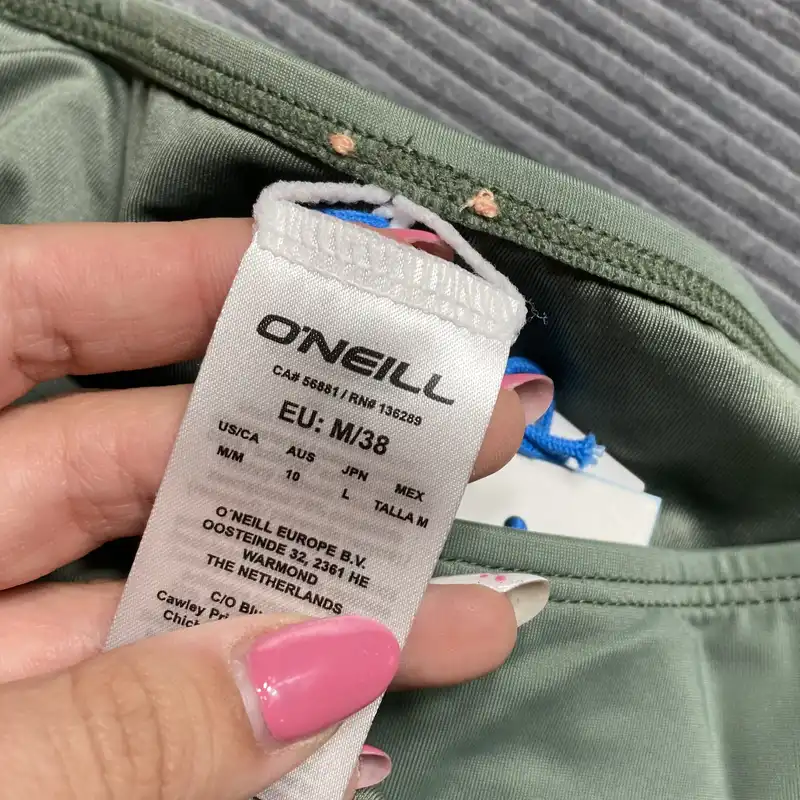 O'NEILL
CA# 56881 / RN# 136289
EU: M/38
US/CA AUS JPN MEX
M/M 10 L TALLA M
O´NEILL EUROPE B.V.
OOSTEINDE 32, 2361 HE
WARMOND
THE NETHERLANDS
C/O
Cawley